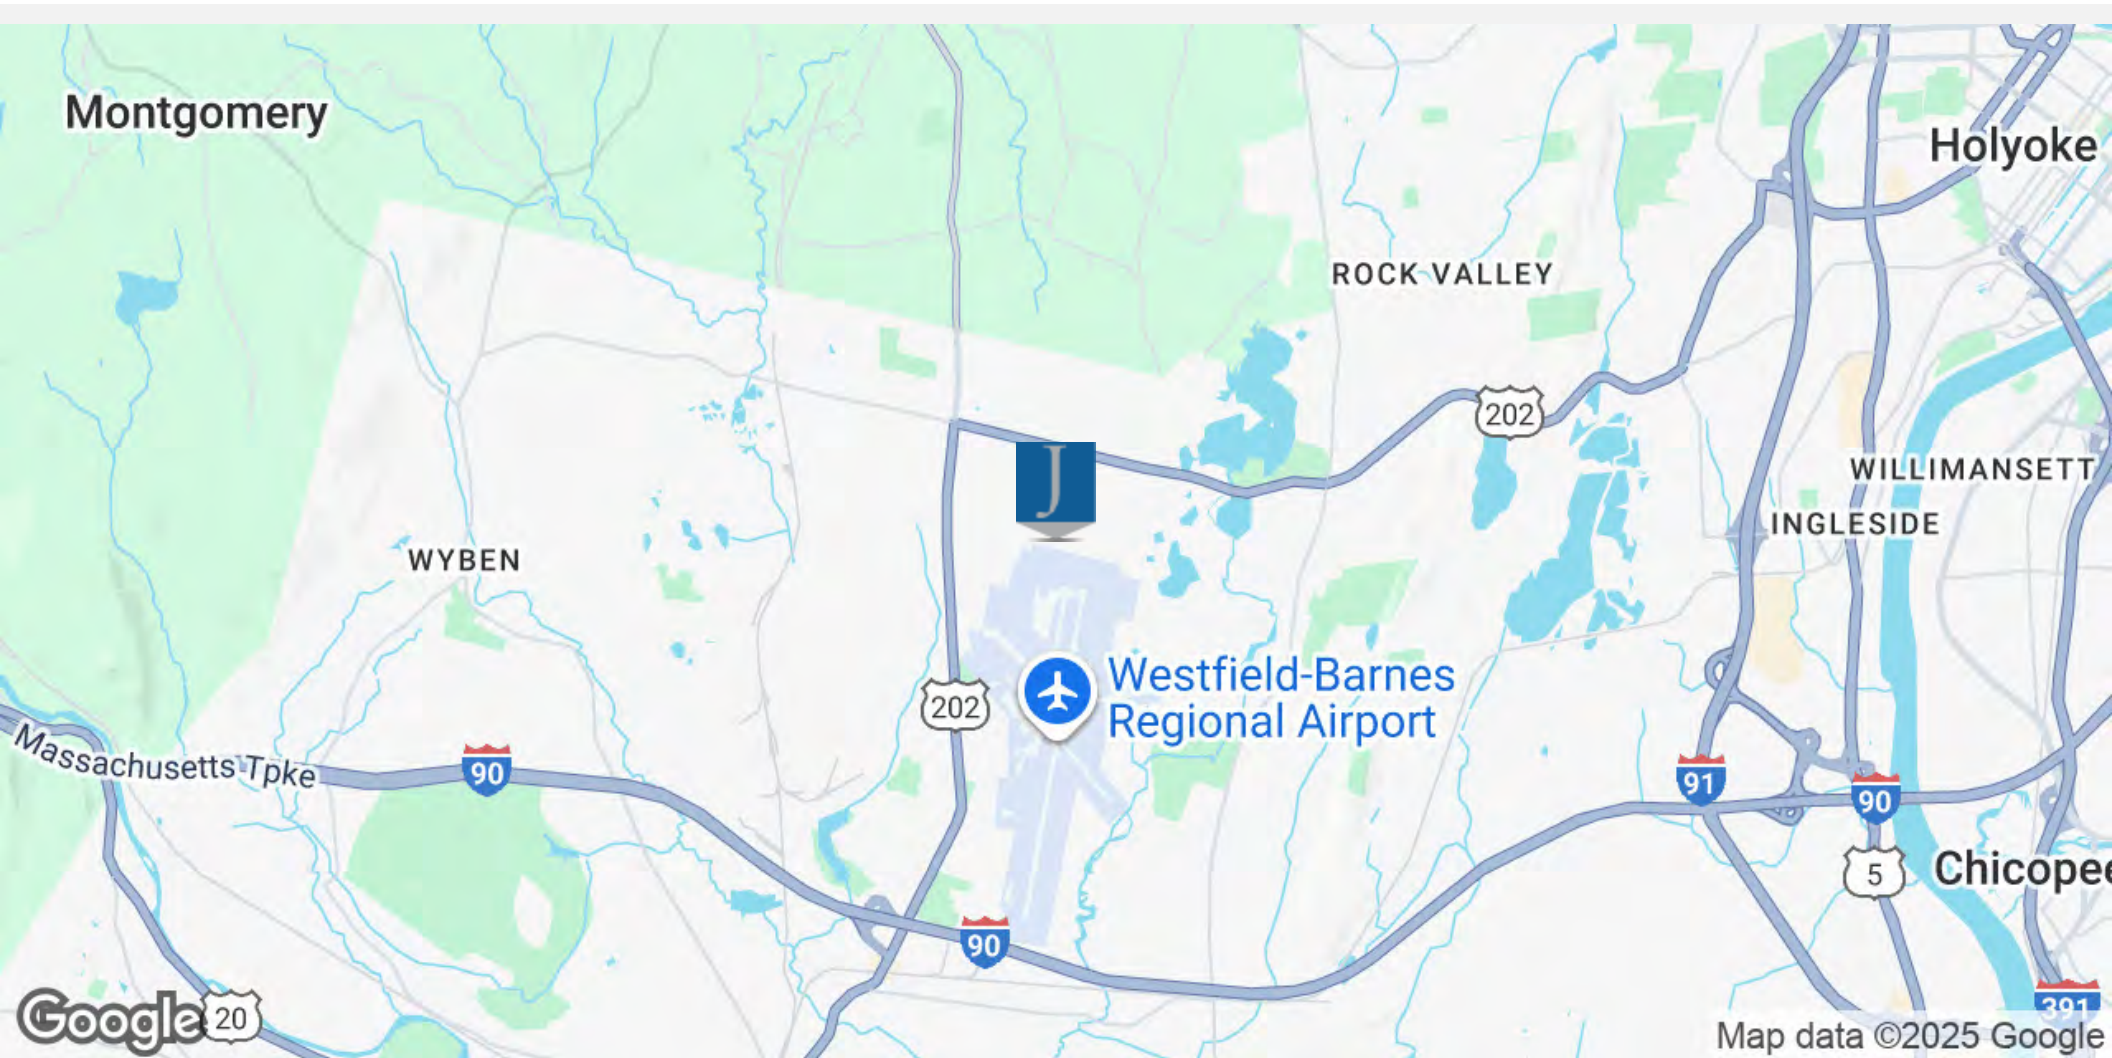 Montgomery
Holyoke
ROCK VALLEY
202
J
WILLIMANSETT
INGLESIDE
WYBEN
Westfield-Barnes
Regional Airport
202
Massachusetts Tpke
90
91
90
5
Chicopee
90
391
Google
20
Map data ©2025 Google